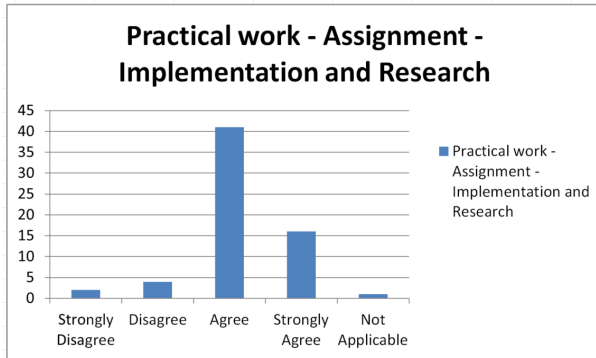 Practical work - Assignment -
Implementation and Research
45
40
35
30
25
20
15
10
5
0
Strongly
Disagree
Disagree
Agree
Strongly
Agree
Not
Applicable
Practical work -
Assignment -
Implementation and
Research